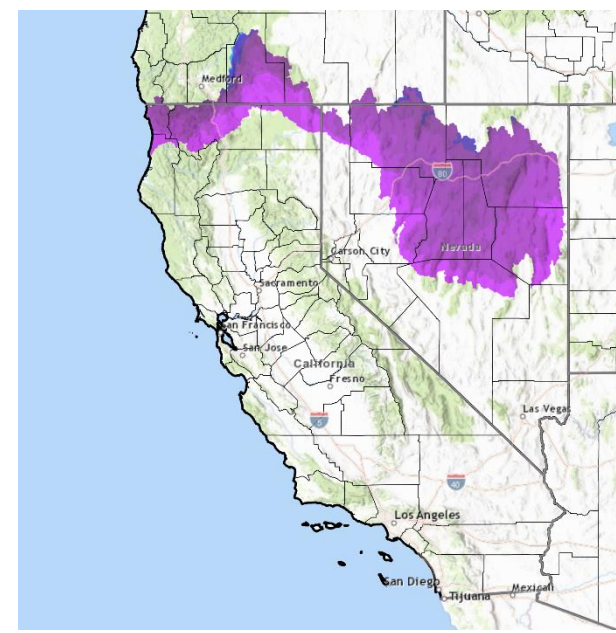 Medford
80
Nevada
Carson City
Sacramento
San Francisco
San Jose
California
Fresno
Las Vegas
5
40
Los Angeles
San Diego
Tijuana
Mexicali